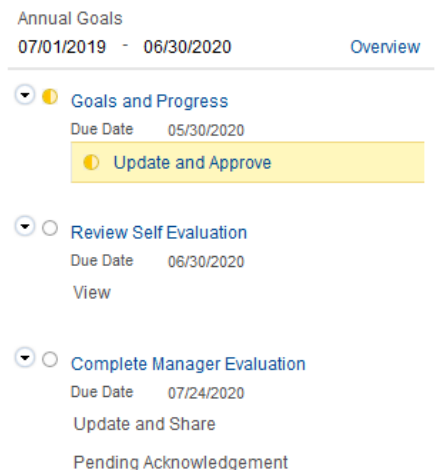 Annual Goals
07/01/2019 - 06/30/2020 Overview
Goals and Progress
Due Date 05/30/2020
Update and Approve
Review Self Evaluation
Due Date 06/30/2020
View
Complete Manager Evaluation
Due Date 07/24/2020
Update and Share
Pending Acknowledgement